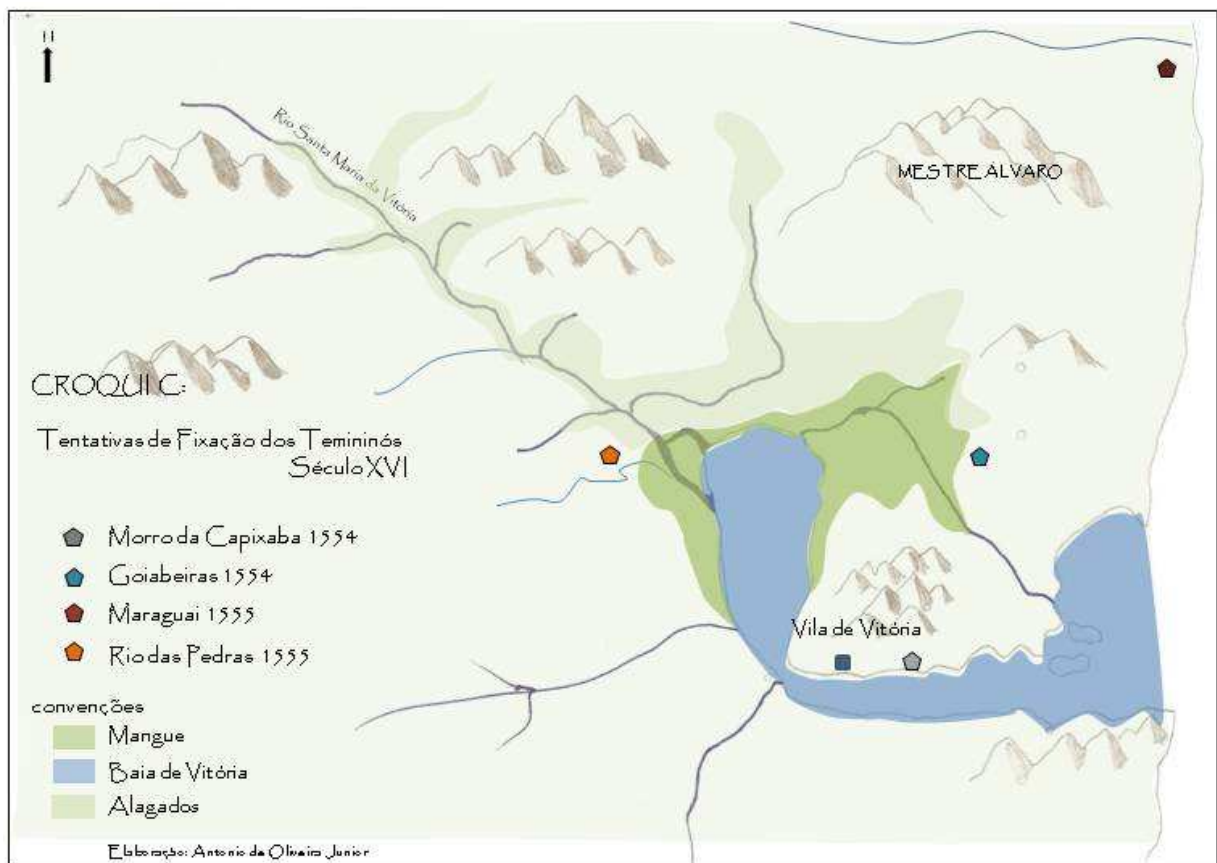 N
Rio Santa Maria da Vitória
MESTRE ÁLVARO
CROQUI C:
Tentativas de Fixação dos Temininós
Século XVI
Morro da Capixaba 1554
Goiabeiras 1554
Maraguai 1555
Rio das Pedras 1555
Vila de Vitória
convenções
Mangue
Baia de Vitória
Alagados
Elaboração: Antonio de Oliveira Junior